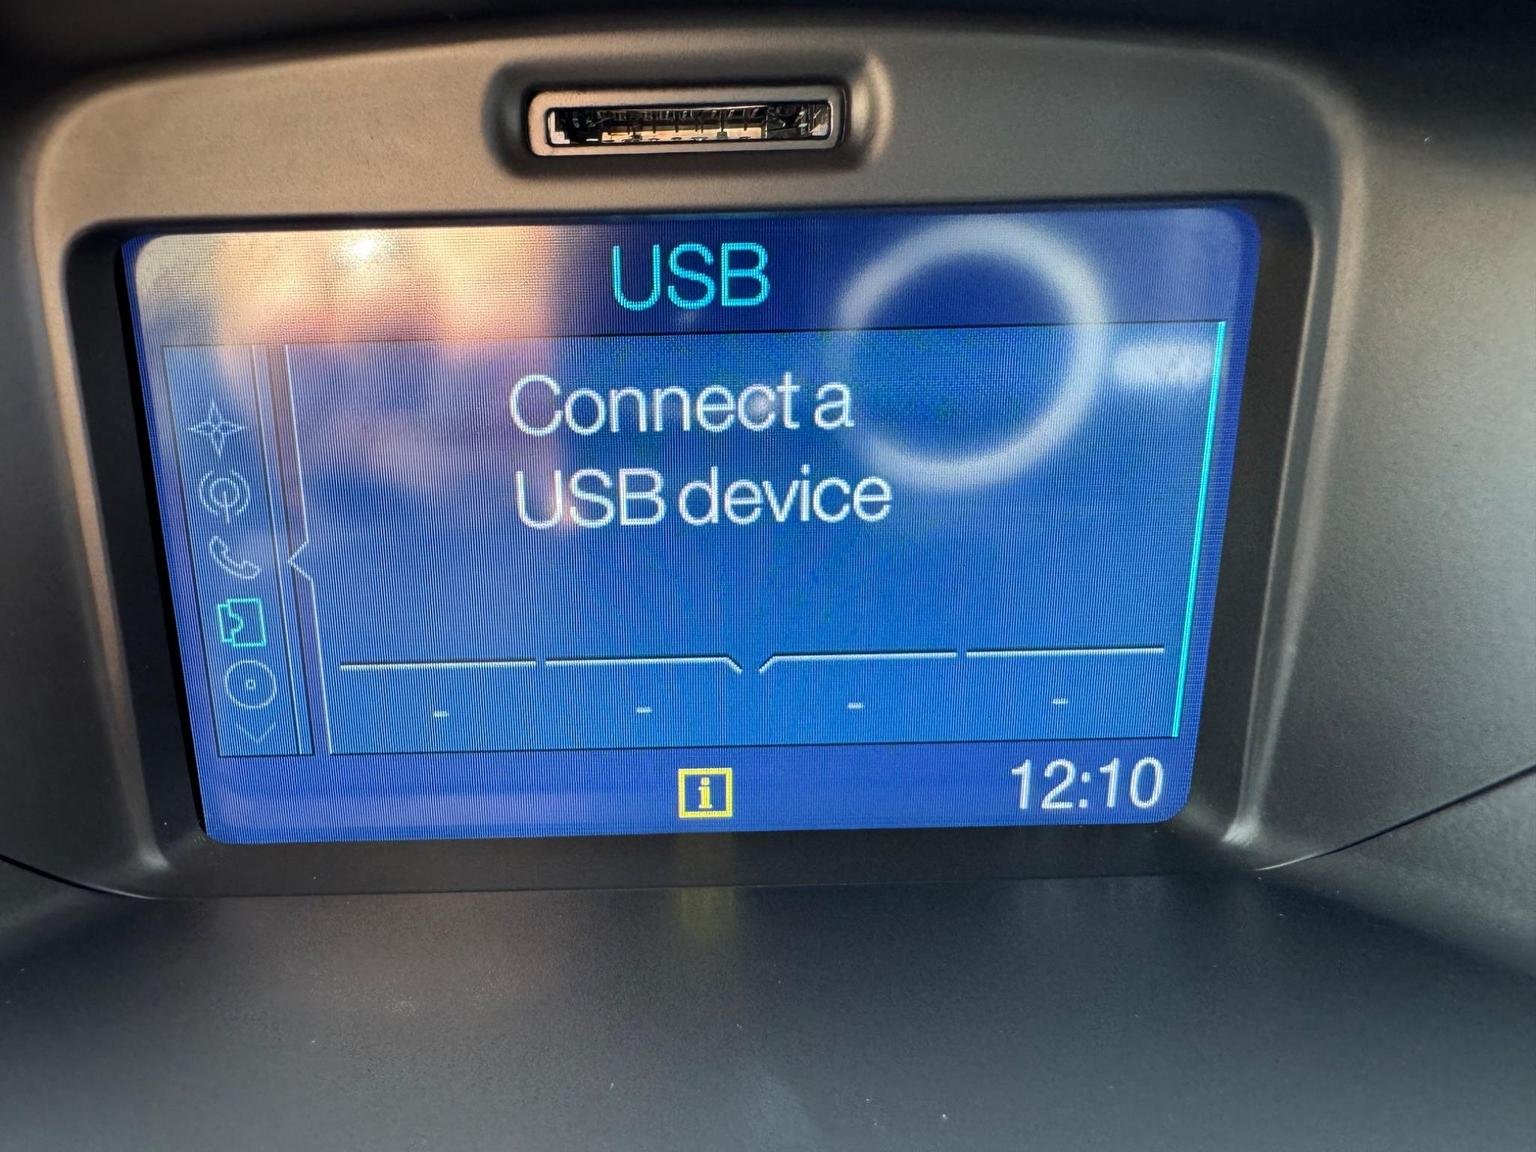 USB
Connect a
USB device
- - - -
i 12:10